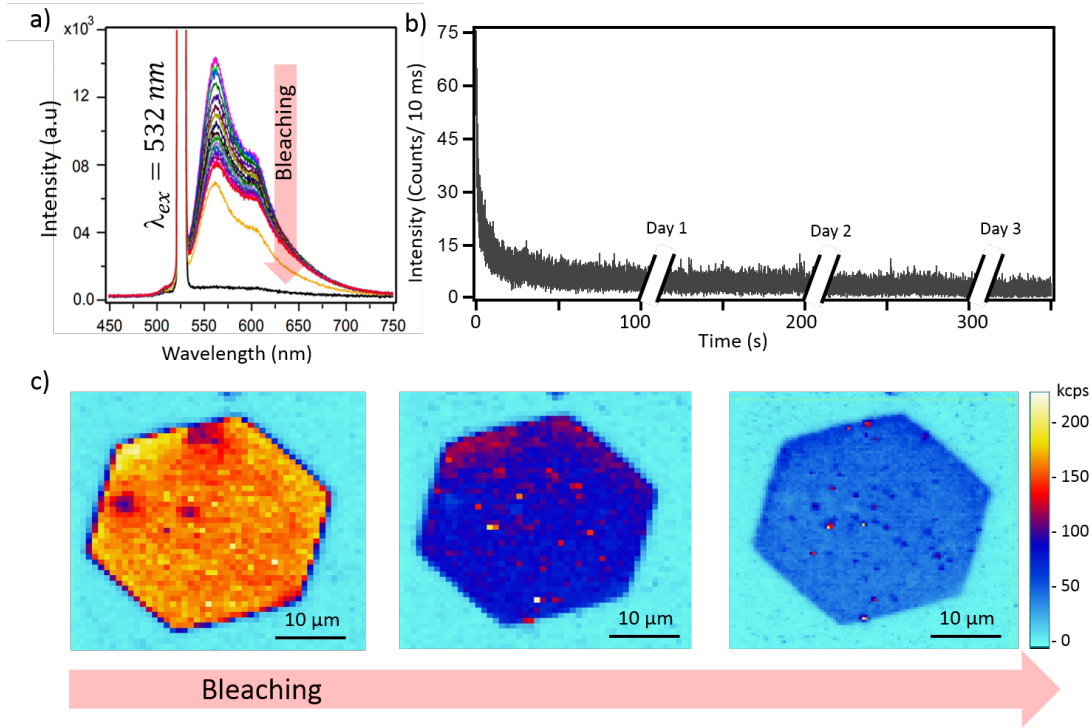 a)
x10³
1.6
12
08
04
0.0
Intensity (a.u)
λex = 532 nm
Bleaching
450 500 550 600 650 700 750
Wavelength (nm)
b)
75
60
45
30
15
0
Intensity (Counts/ 10 ms)
Day 1
Day 2
Day 3
0 100 200 300
Time (s)
c)
10 µm
10 µm
10 µm
kcps
200
150
100
50
0
Bleaching